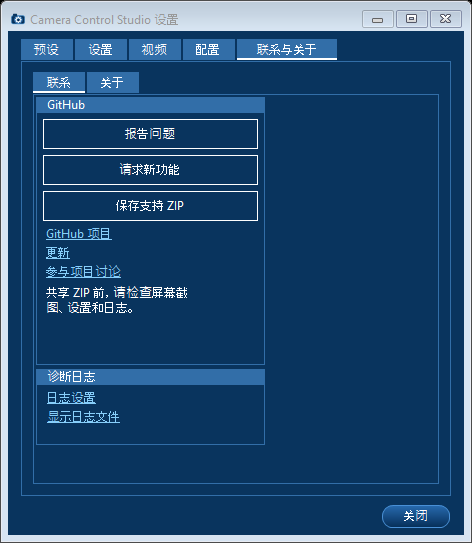 Camera Control Studio 设置
预设 设置 视频 配置 联系与关于
联系 关于
GitHub
报告问题
请求新功能
保存支持 ZIP
GitHub 项目
更新
参与项目讨论
共享 ZIP 前, 请检查屏幕截
图、设置和日志。
诊断日志
日志设置
显示日志文件
关闭